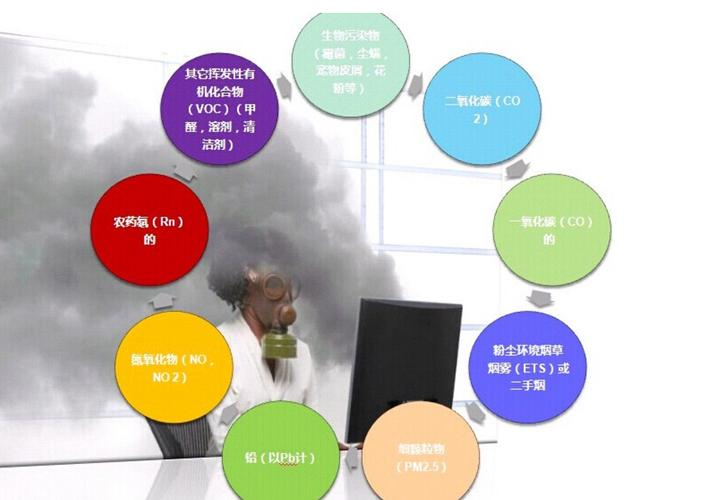 生物污染物
（霉菌，尘螨，
宠物皮屑，花
粉等）
二氧化碳（CO
2）
一氧化碳（CO）
的
粉尘环境烟草
烟雾（ETS）或
二手烟
细颗粒物
（PM2.5）
铅（以Pb计）
氮氧化物（NO，
NO 2）
农药氡（Rn）
的
其它挥发性有
机化合物
（VOC）（甲
醛，溶剂，清
洁剂）